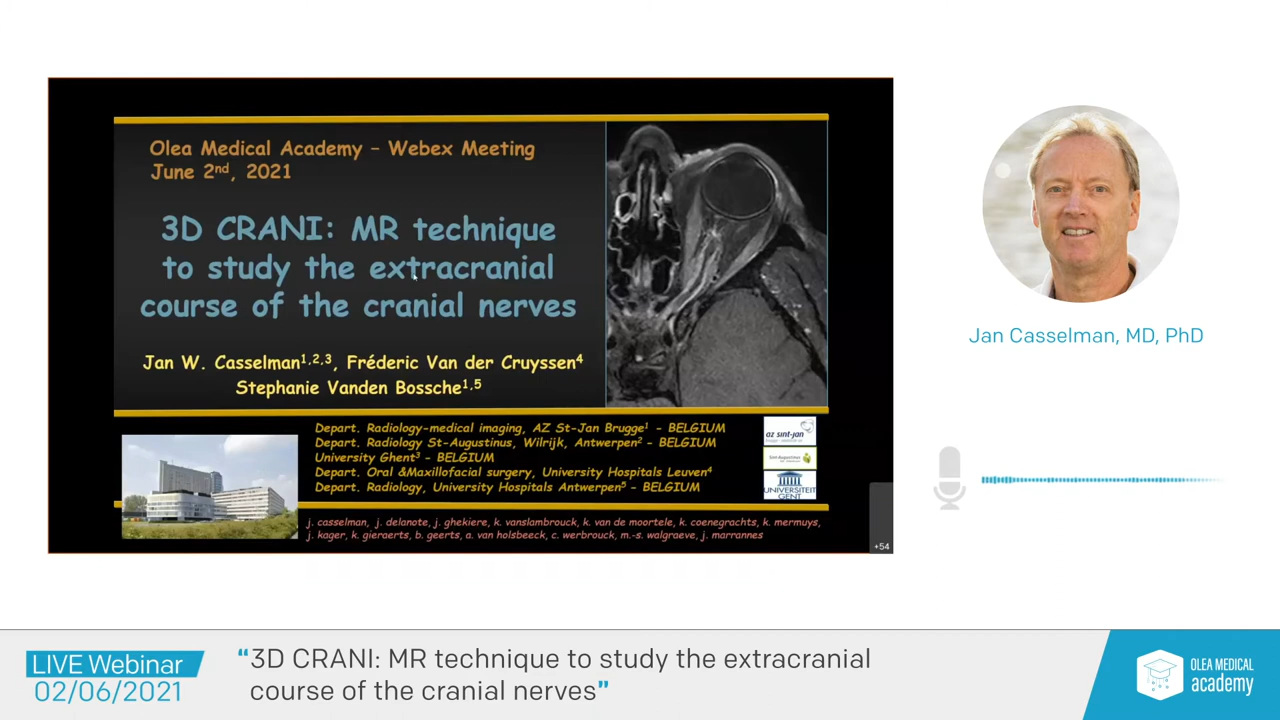 Olea Medical Academy – Webex Meeting
June 2nd, 2021
3D CRANI: MR technique
to study the extracranial
course of the cranial nerves
Jan W. Casselman1,2,3, Fréderic Van der Cruyssen4
Stephanie Vanden Bossche1,5
Depart. Radiology-medical imaging, AZ St-Jan Brugge1 - BELGIUM
Depart. Radiology St-Augustinus, Wilrijk, Antwerpen2 - BELGIUM
University Ghent3 - BELGIUM
Depart. Oral &Maxillofacial surgery, University Hospitals Leuven4
Depart. Radiology, University Hospitals Antwerpen5 - BELGIUM
az sint-jan
Sint-Augustinus
UNIVERSITEIT
GENT
j. casselman, j. delanote, j. ghekiere, k. vanslambrouck, k. van de moortele, k. coenegrachts, k. mermuys,
j. kager, k. gieraerts, b. geerts, a. van holsbeeck, c. werbrouck, m.-s. walgraeve, j. marrannes
+54
Jan Casselman, MD, PhD
LIVE Webinar
02/06/2021
“3D CRANI: MR technique to study the extracranial
course of the cranial nerves”
OLEA MEDICAL
academy